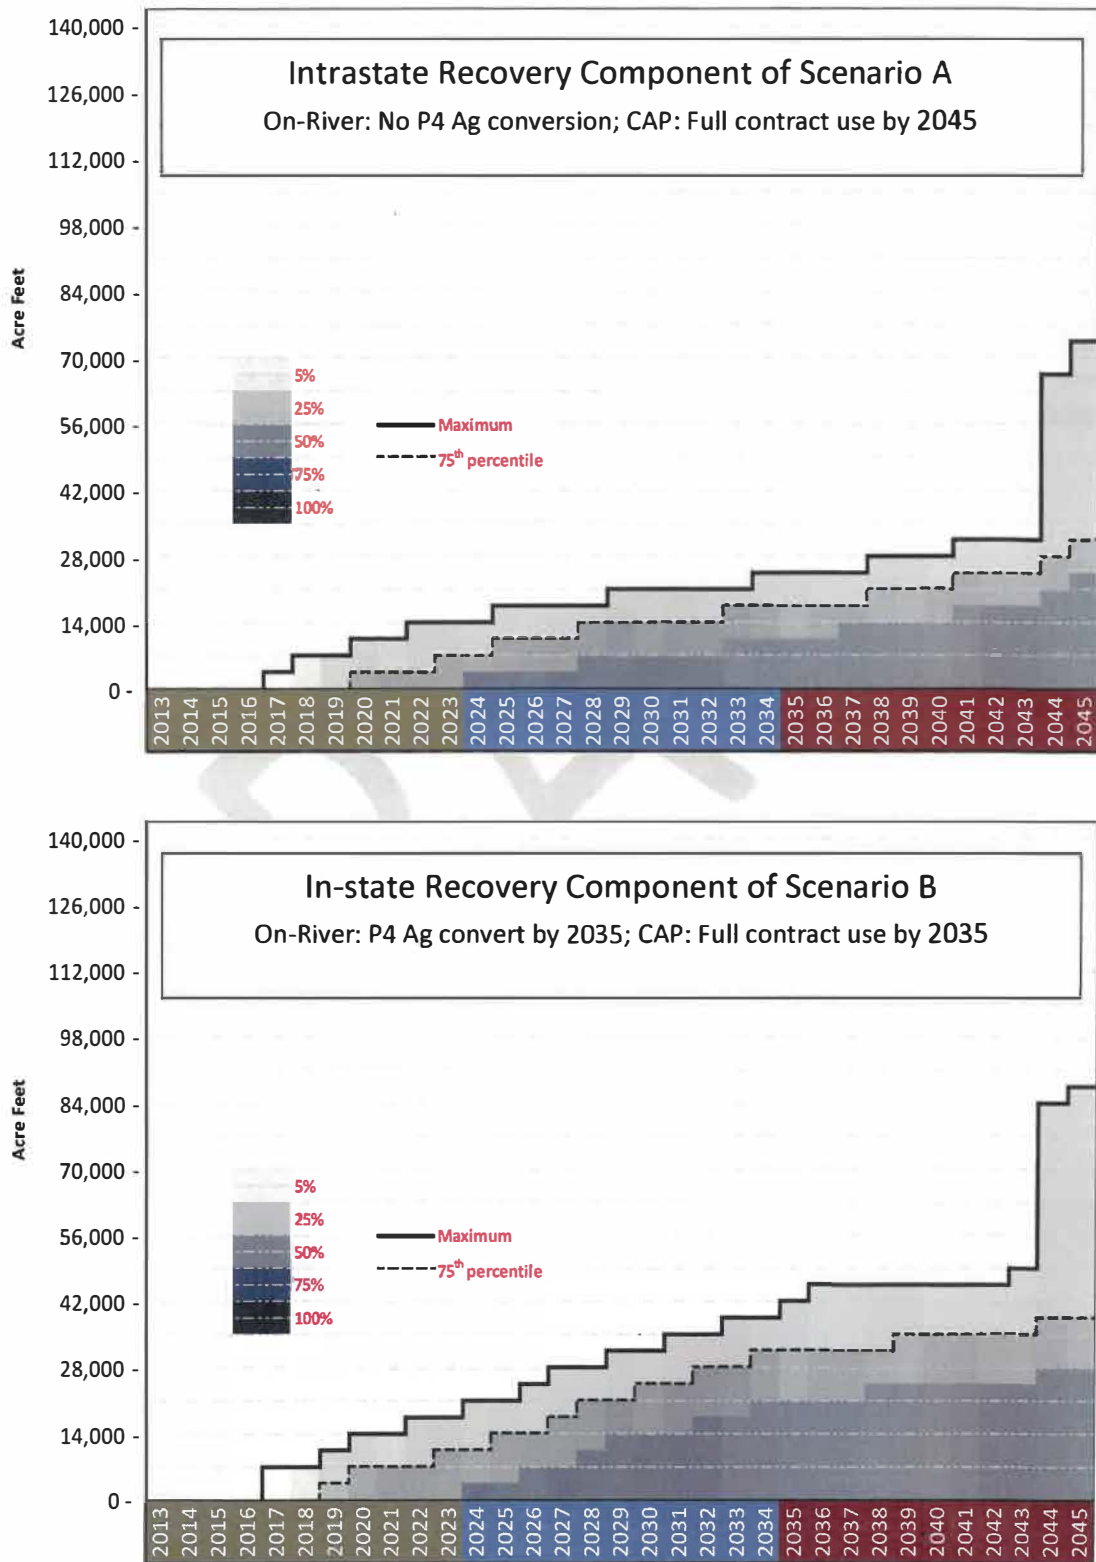 140,000 -
Intrastate Recovery Component of Scenario A
126,000 -
On-River: No P4 Ag conversion; CAP: Full contract use by 2045
112,000 -
98,000 -
84,000 -
Acre Feet
70,000 -
5%
25%
56,000 -
Maximum
50%
75th percentile
75%
42,000 -
100%
28,000 -
14,000 -
0 -
2013 2014 2015 2016 2017 2018 2019 2020 2021 2022 2023 2024 2025 2026 2027 2028 2029 2030 2031 2032 2033 2034 2035 2036 2037 2038 2039 2040 2041 2042 2043 2044 2045
140,000 -
In-state Recovery Component of Scenario B
126,000 -
On-River: P4 Ag convert by 2035; CAP: Full contract use by 2035
112,000 -
98,000 -
84,000 -
Acre Feet
70,000 -
5%
25%
56,000 -
Maximum
50%
75th percentile
75%
42,000 -
100%
28,000 -
14,000 -
0 -
2013 2014 2015 2016 2017 2018 2019 2020 2021 2022 2023 2024 2025 2026 2027 2028 2029 2030 2031 2032 2033 2034 2035 2036 2037 2038 2039 2040 2041 2042 2043 2044 2045